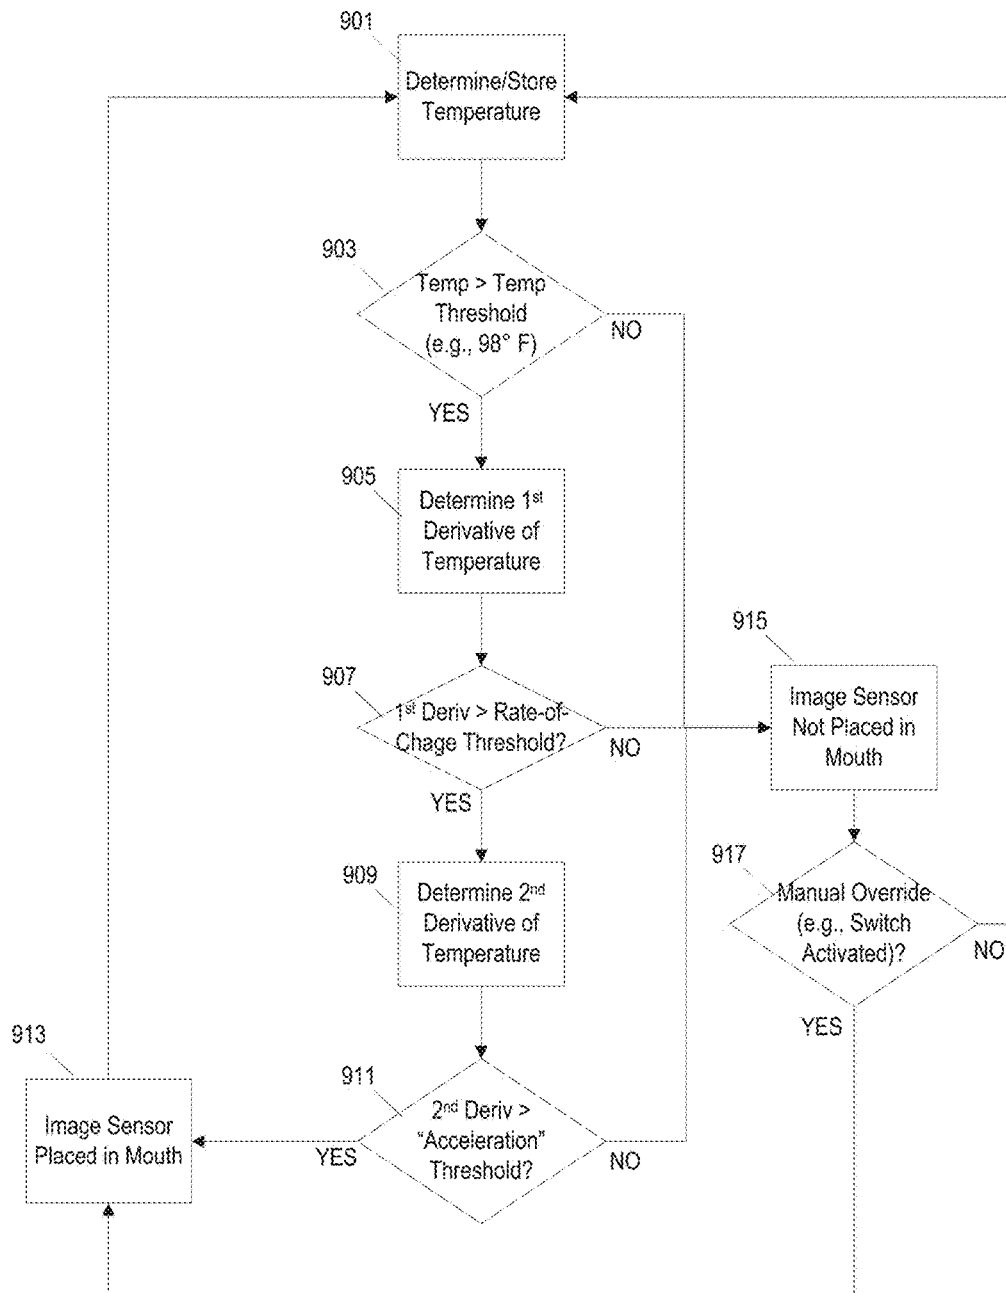 901
Determine/Store
Temperature
903
Temp > Temp
Threshold
(e.g., 98° F)
NO
YES
905
Determine 1st
Derivative of
Temperature
907
1st Deriv > Rate-of-
Chage Threshold?
NO
YES
915
Image Sensor
Not Placed in
Mouth
909
Determine 2nd
Derivative of
Temperature
917
Manual Override
(e.g., Switch
Activated)?
NO
YES
913
Image Sensor
Placed in Mouth
911
2nd Deriv >
"Acceleration"
Threshold?
YES
NO